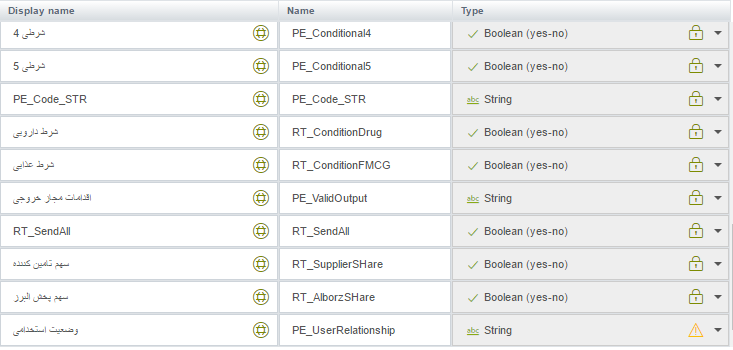 Display name Name Type
شرطی 4 PE_Conditional4 Boolean (yes-no)
شرطی 5 PE_Conditional5 Boolean (yes-no)
PE_Code_STR PE_Code_STR abc String
شرط دارویی RT_ConditionDrug Boolean (yes-no)
شرط غذایی RT_ConditionFMCG Boolean (yes-no)
اقدامات مجاز خروجی PE_ValidOutput abc String
RT_SendAll RT_SendAll Boolean (yes-no)
سهم تامین کننده RT_SupplierSHare Boolean (yes-no)
سهم پخش البرز RT_AlborzSHare Boolean (yes-no)
وضعیت استخدامی PE_UserRelationship abc String